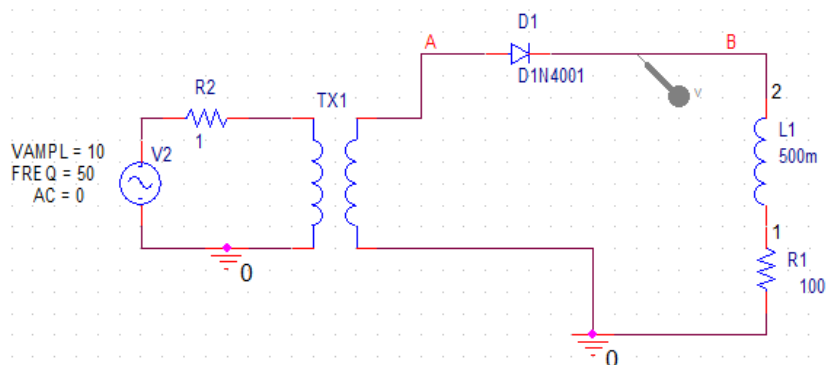 D1
A
B
D1N4001
R2
TX1
1
V
2
VAMPL = 10
V2
FREQ = 50
AC = 0
L1
500m
1
0
R1
100
0